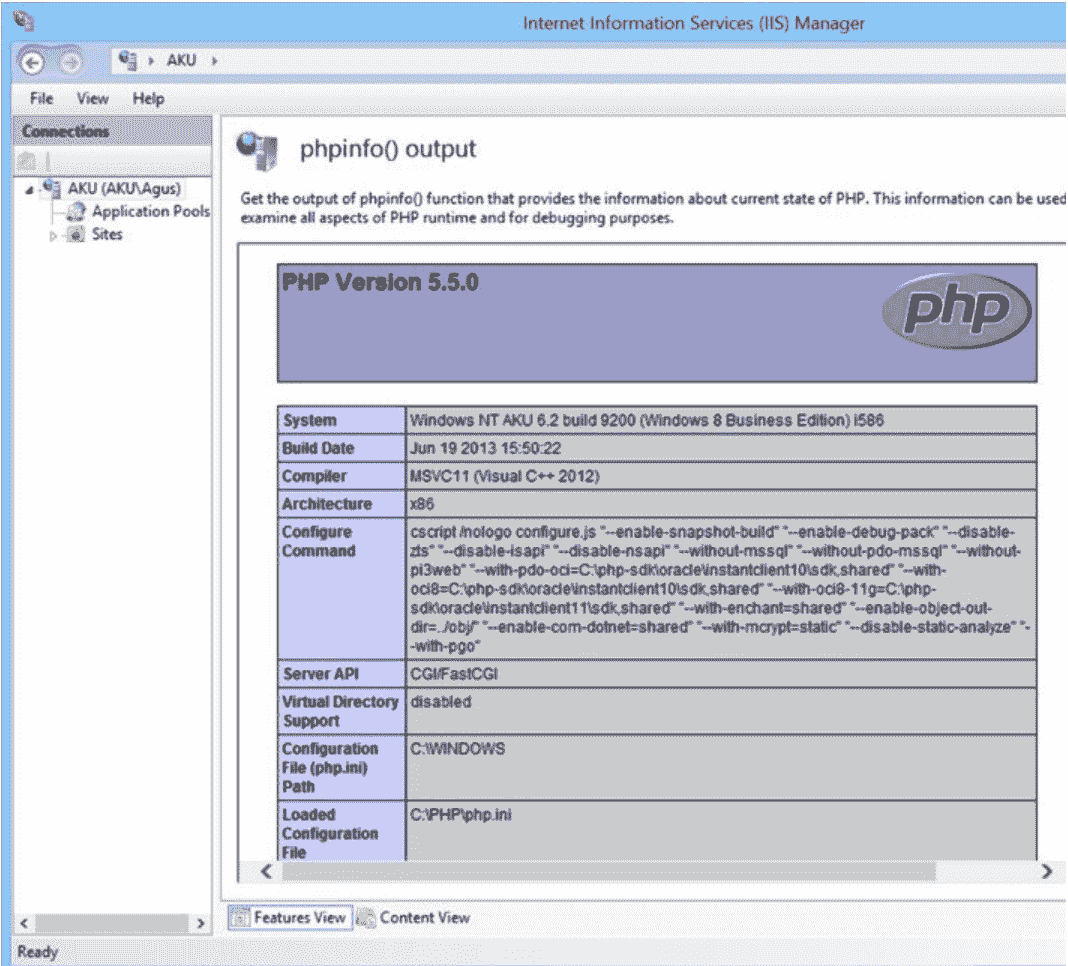 Internet Information Services (IIS) Manager
AKU
File View Help
Connections
AKU (AKU\Agus)
Application Pools
Sites
phpinfo() output
Get the output of phpinfo() function that provides the information about current state of PHP. This information can be used
examine all aspects of PHP runtime and for debugging purposes.
PHP Version 5.5.0
php
System Windows NT AKU 6.2 build 9200 (Windows 8 Business Edition) i586
Build Date Jun 19 2013 15:50:22
Compiler MSVC11 (Visual C++ 2012)
Architecture x86
Configure Command cscript /nologo configure.js "--enable-snapshot-build" "--enable-debug-pack" "--disable-
zts" "--disable-isapi" "--disable-nsapi" "--without-mssql" "--without-pdo-mssql" "--without-
pi3web" "--with-pdo-oci=C:\php-sdk\oracle\instantclient10\sdk,shared" "--with-
oci8=C:\php-sdk\oracle\instantclient10\sdk,shared" "--with-oci8-11g=C:\php-
sdk\oracle\instantclient11\sdk,shared" "--with-enchant=shared" "--enable-object-out-
dir=../obj/" "--enable-com-dotnet=shared" "--with-mcrypt=static" "--disable-static-analyze" "-
-with-pgo"
Server API CGI/FastCGI
Virtual Directory disabled
Support
Configuration C:\WINDOWS
File (php.ini)
Path
Loaded C:\PHP\php.ini
Configuration
File
Features View Content View
Ready